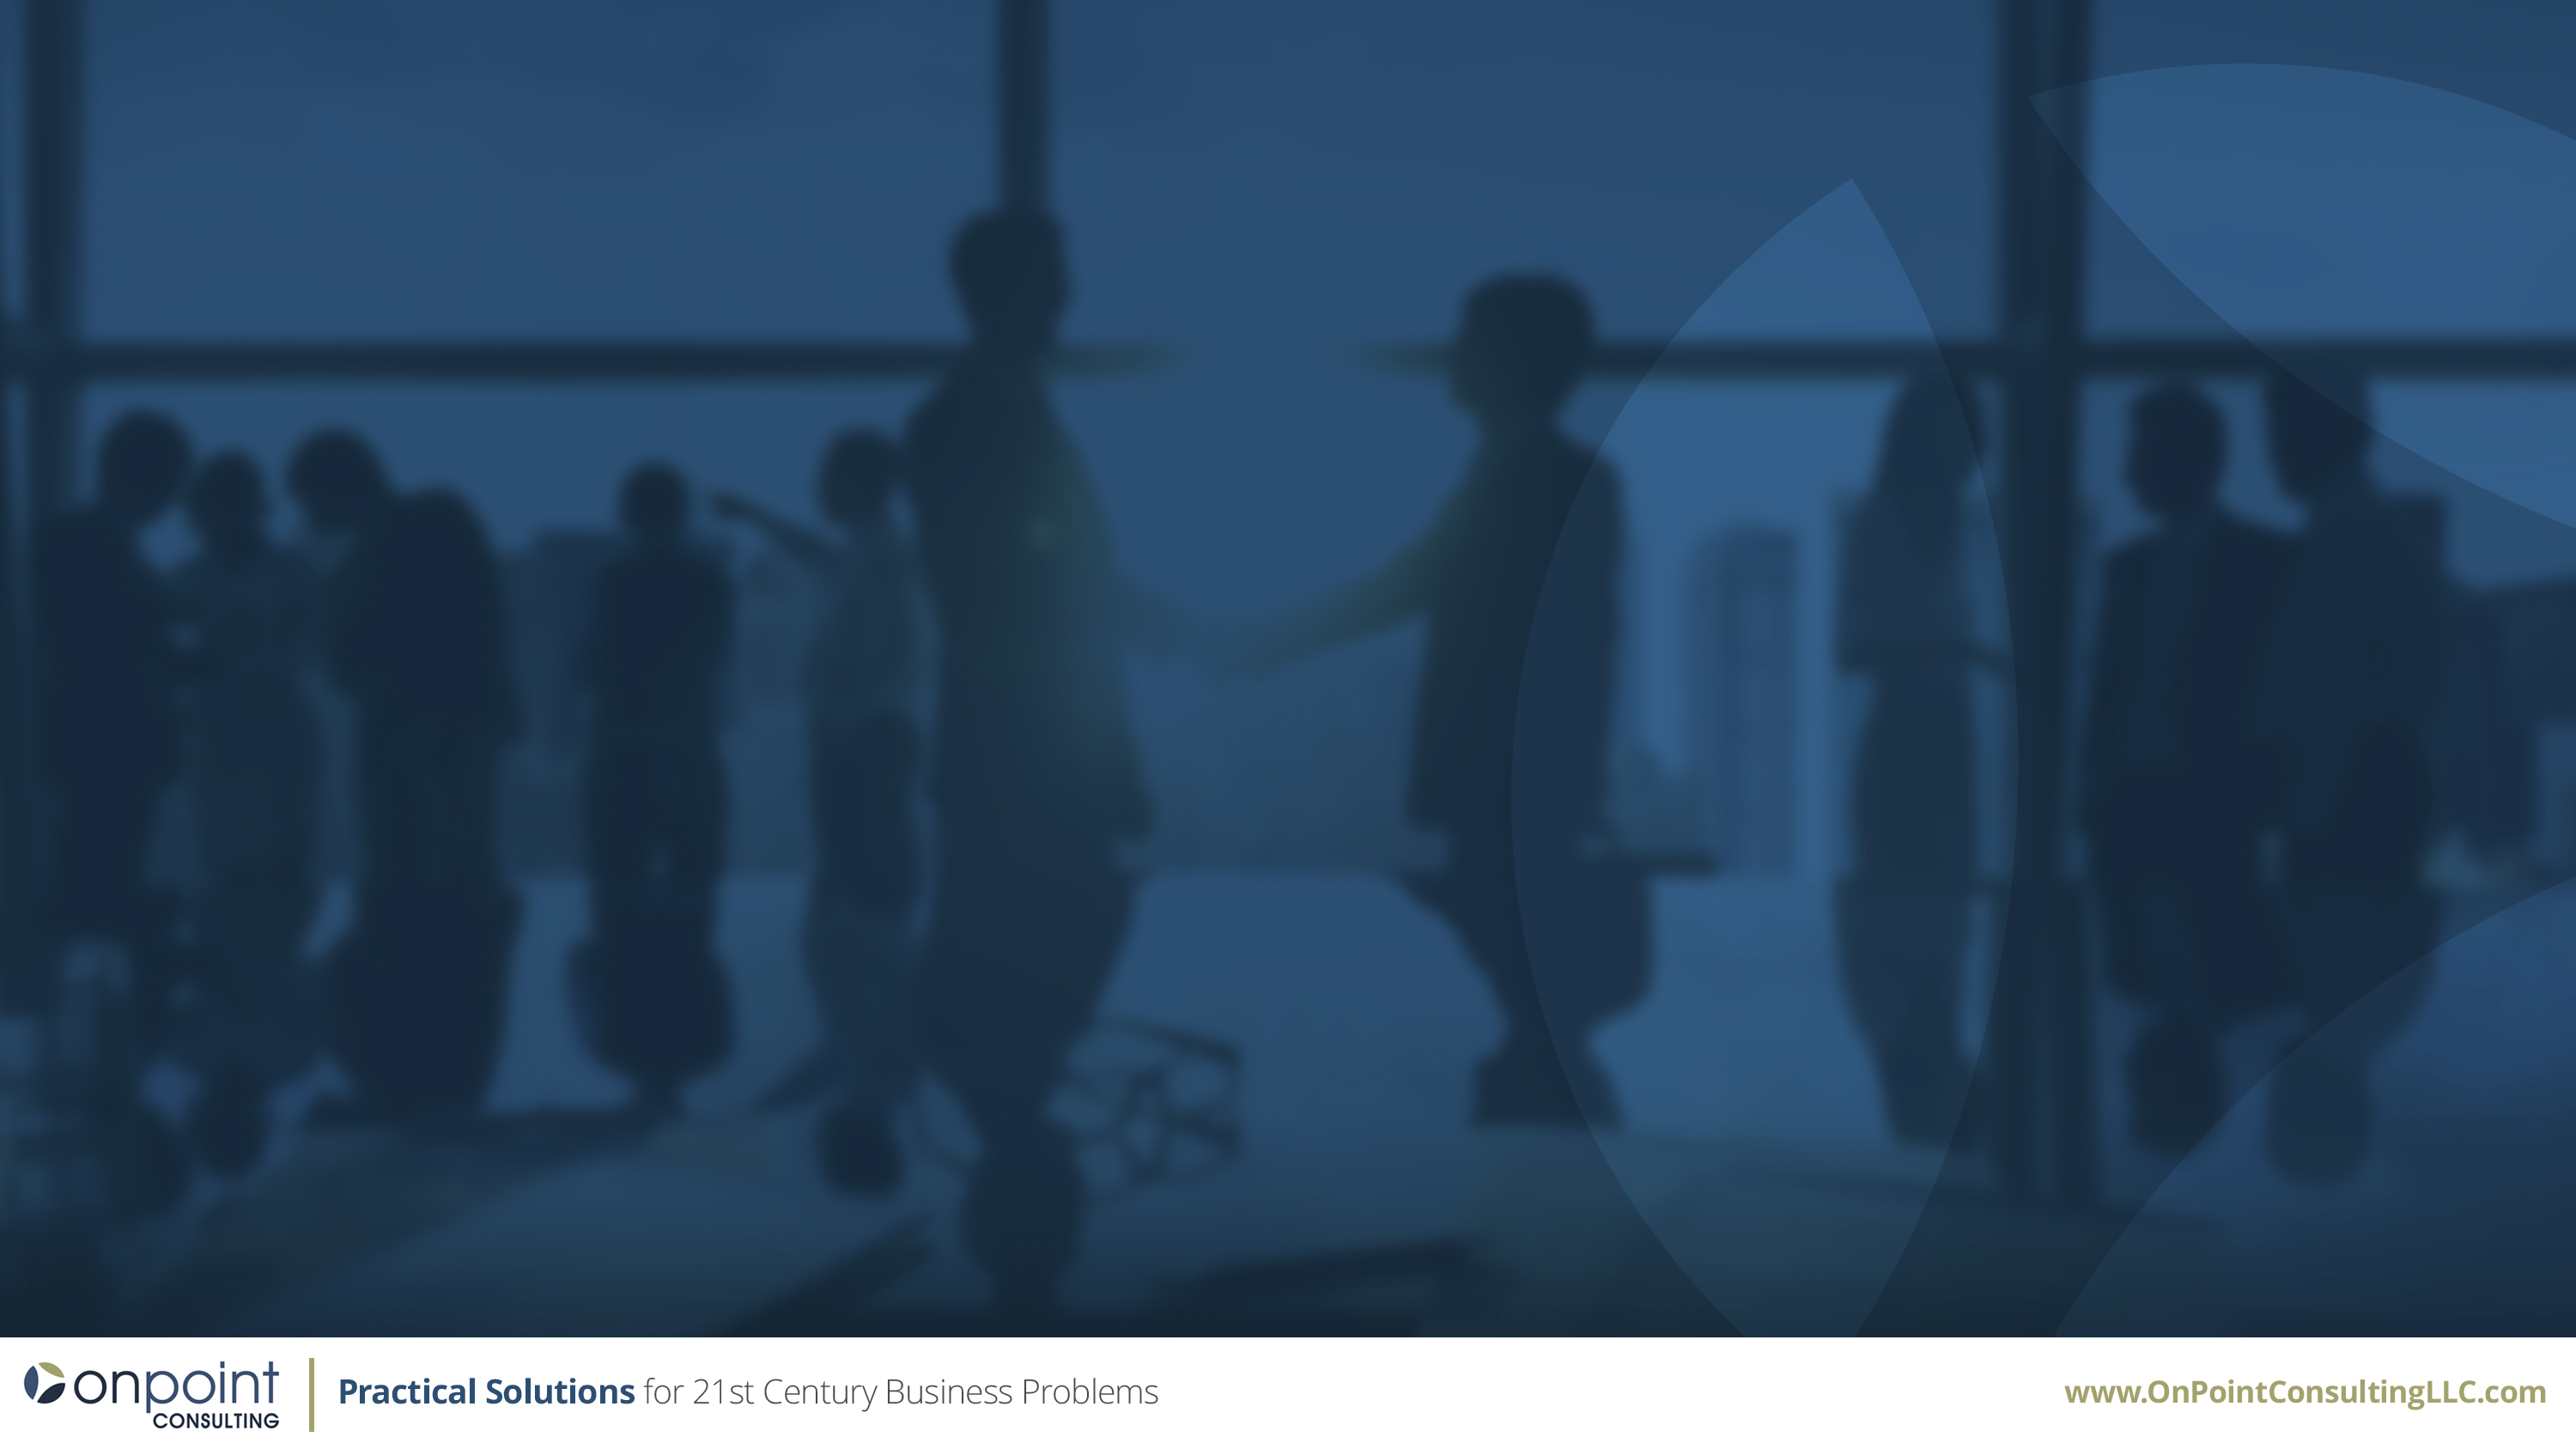 onpoint
CONSULTING
Practical Solutions for 21st Century Business Problems
www.OnPointConsultingLLC.com